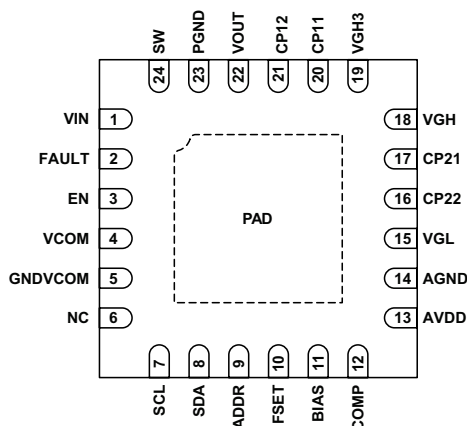 SW
PGND
VOUT
CP12
CP11
VGH3
24
23
22
21
20
19
VIN 1
FAULT 2
EN 3
VCOM 4
GNDVCOM 5
NC 6
18 VGH
17 CP21
16 CP22
15 VGL
14 AGND
13 AVDD
PAD
7
8
9
10
11
12
SCL
SDA
ADDR
FSET
BIAS
COMP